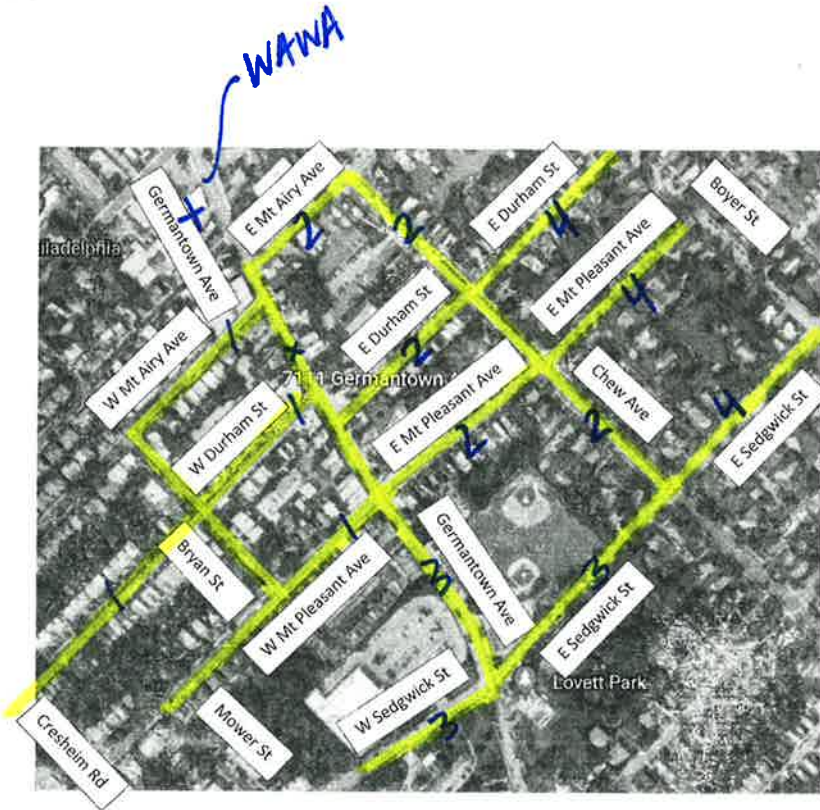 WAWA
Germantown Ave
E Mt Airy Ave
E Durham St
Boyer St
+
iladelphia
2
2
4
E Mt Pleasant Ave
4
W Mt Airy Ave
1
E Durham St
2
x
7111 Germantown
W Durham St
1
E Mt Pleasant Ave
2
Chew Ave
2
4
E Sedgwick St
Bryan St
1
1
W Mt Pleasant Ave
Germantown Ave
3
3
E Sedgwick St
Cresheim Rd
Mower St
W Sedgwick St
3
Lovett Park